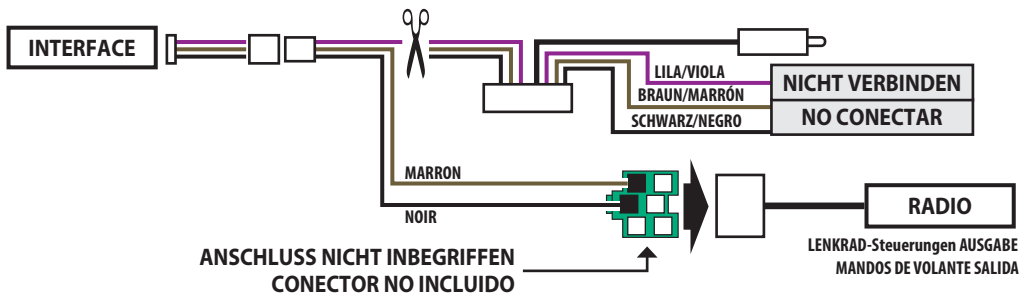 INTERFACE
LILA/VIOLA
BRAUN/MARRÓN
SCHWARZ/NEGRO
NICHT VERBINDEN
NO CONECTAR
MARRON
NOIR
RADIO
LENKRAD-Steuerungen AUSGABE
MANDOS DE VOLANTE SALIDA
ANSCHLUSS NICHT INBEGRIFFEN
CONECTOR NO INCLUIDO